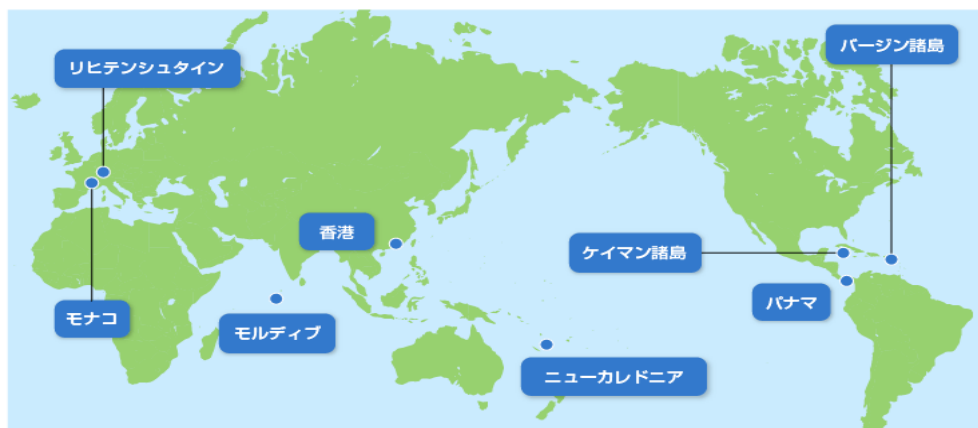 リヒテンシュタイン
バージン諸島
香港
ケイマン諸島
モナコ
モルディブ
パナマ
ニューカレドニア